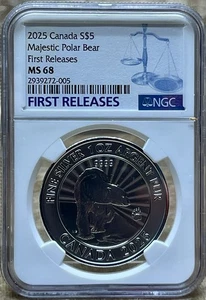 2025 Canada S$5
Majestic Polar Bear
First Releases
MS 68
2939272-005
FIRST RELEASES
NGC
FINE SILVER 1 OZ ARGENT PUR
9999
CANADA 2025